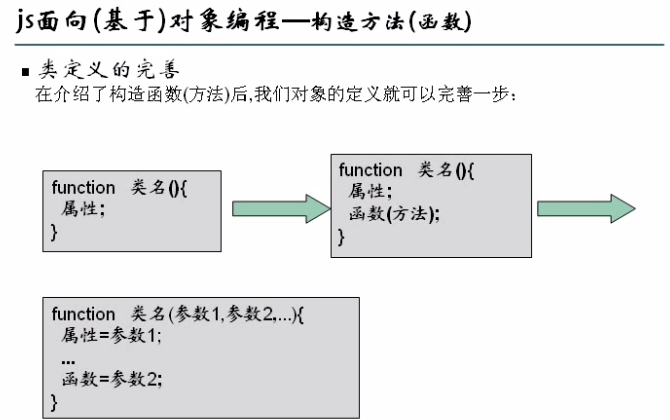 js面向(基于)对象编程—构造方法(函数)
■ 类定义的完善
在介绍了构造函数(方法)后,我们对象的定义就可以完善一步:
function 类名(){
属性;
}
function 类名(){
属性;
函数(方法);
}
function 类名(参数1,参数2,...){
属性=参数1;
...
函数=参数2;
}